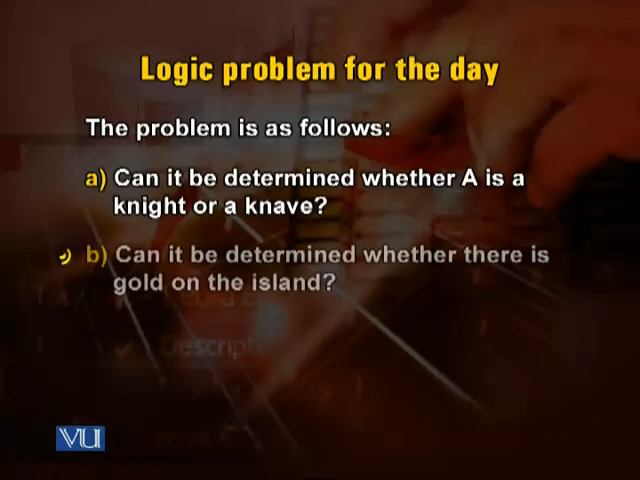 Logic problem for the day
The problem is as follows:
a) Can it be determined whether A is a
knight or a knave?
b) Can it be determined whether there is
gold on the island?
Descript
VU